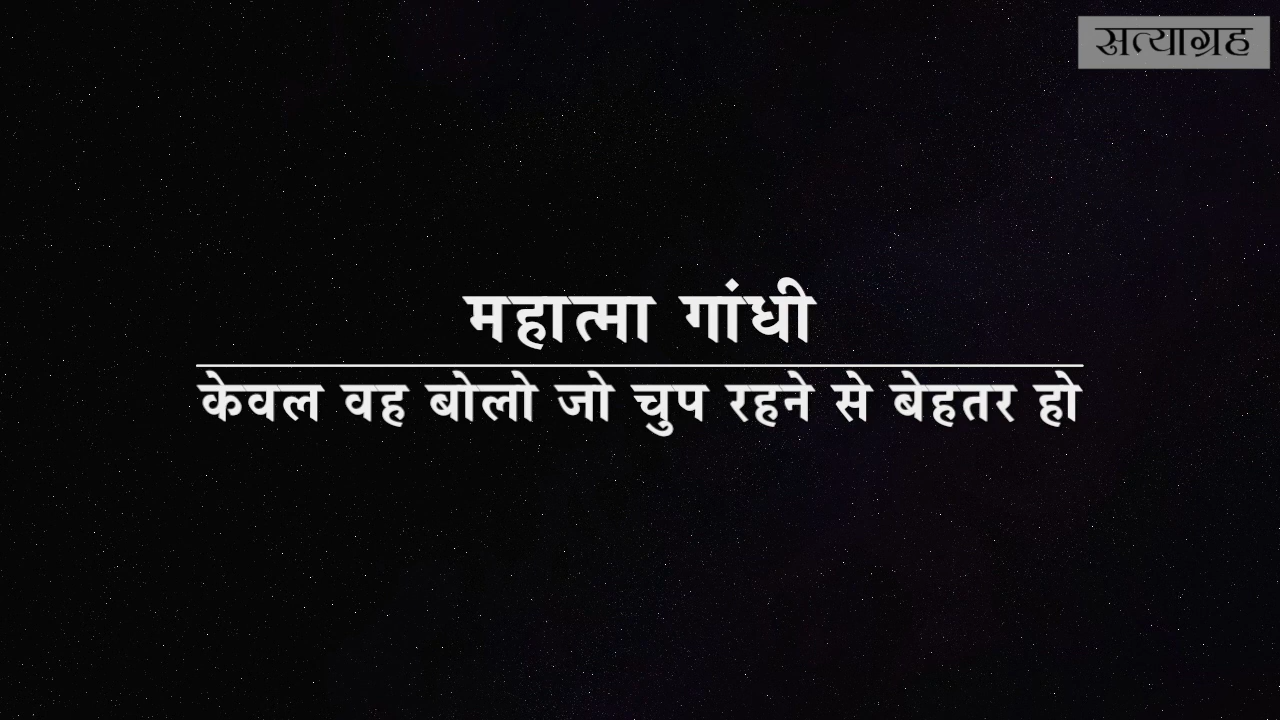 सत्याग्रह
महात्मा गांधी
केवल वह बोलो जो चुप रहने से बेहतर हो